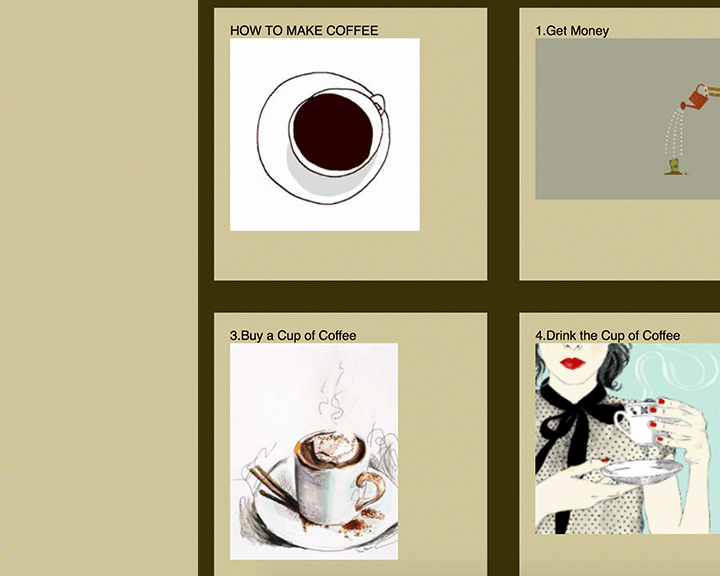 HOW TO MAKE COFFEE
1.Get Money
3.Buy a Cup of Coffee
4.Drink the Cup of Coffee